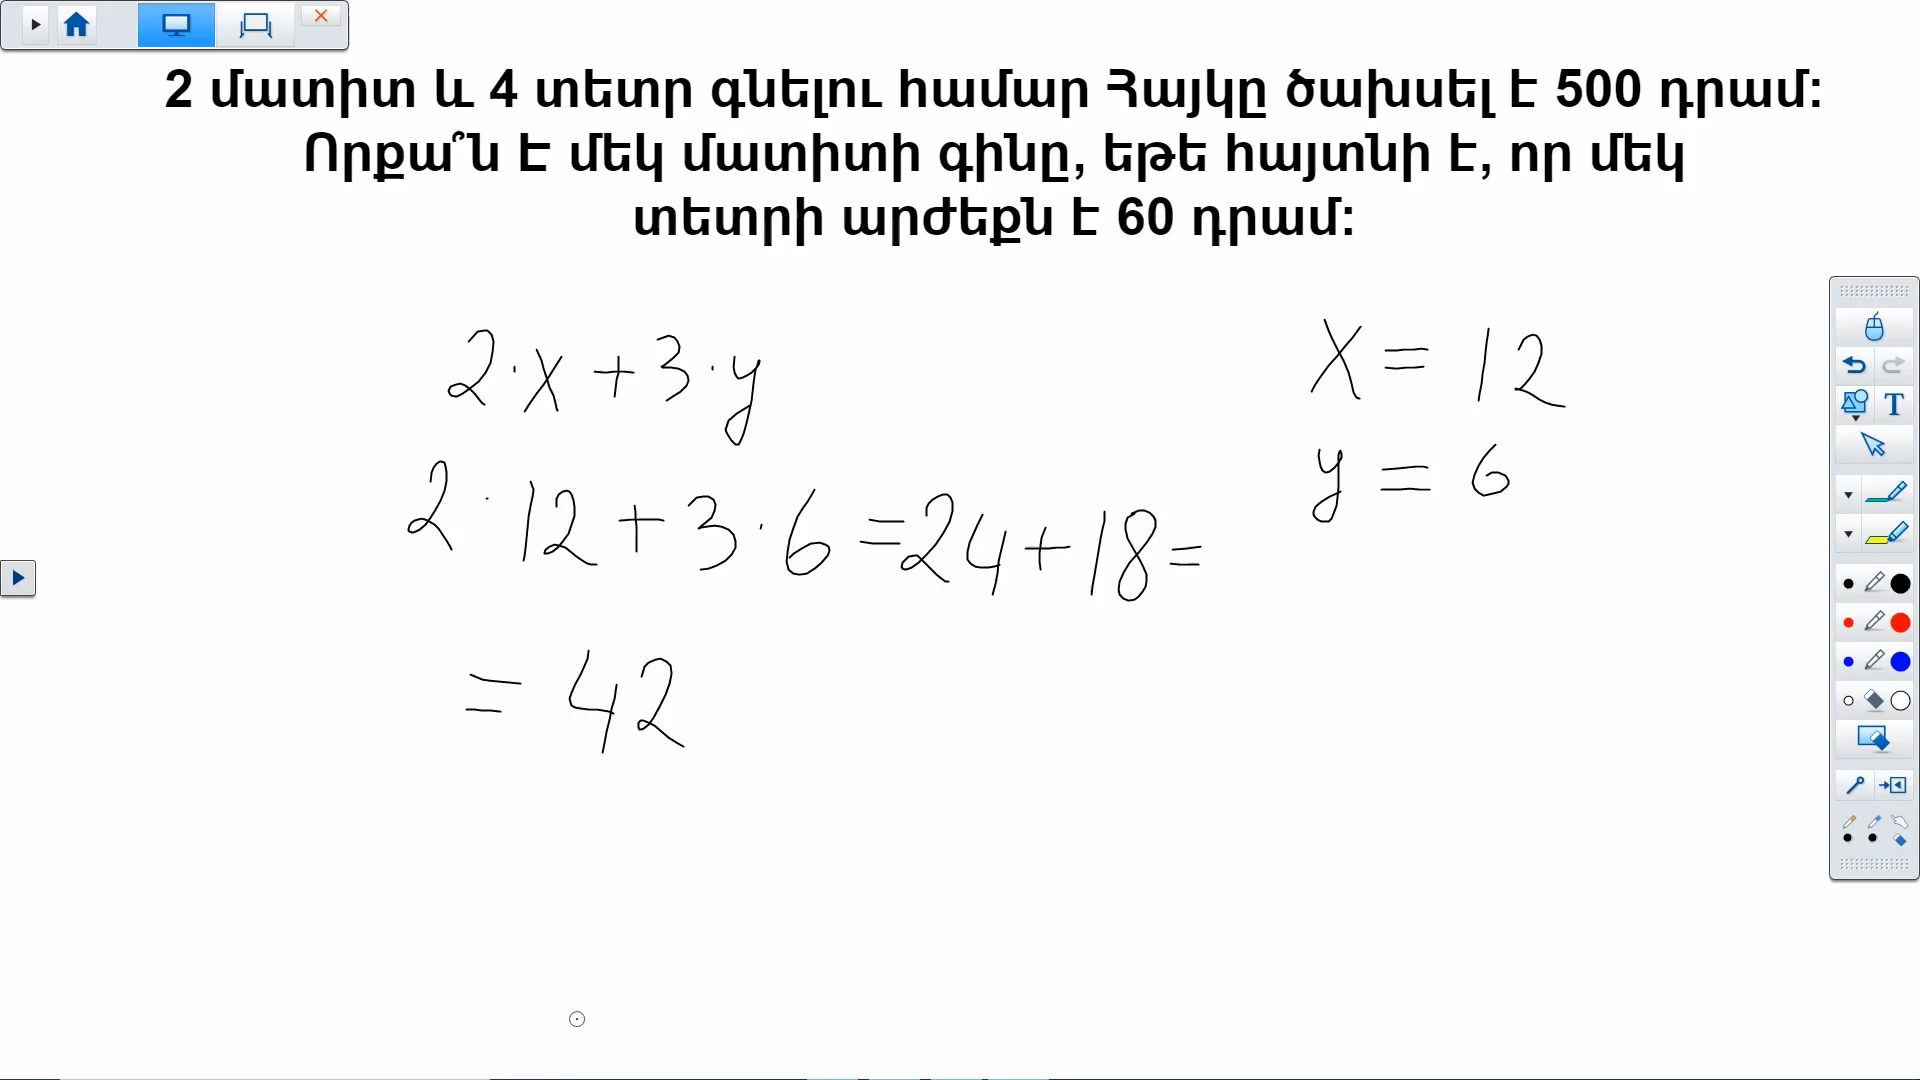 2 մատիտ և 4 տետր գնելու համար Հայկը ծախսել է 500 դրամ:
Որքա՞ն է մեկ մատիտի գինը, եթե հայտնի է, որ մեկ
տետրի արժեքն է 60 դրամ:
2·x+3·y
x=12
y=6
2·12+3·6=24+18=
=42
T